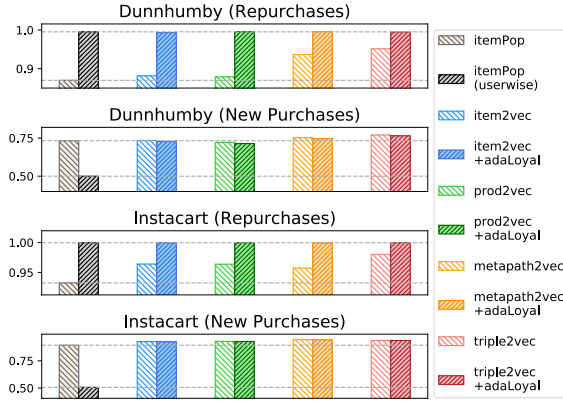 Dunnhumby (Repurchases)
1.0
0.9
Dunnhumby (New Purchases)
0.75
0.50
Instacart (Repurchases)
1.00
0.95
Instacart (New Purchases)
0.75
0.50
itemPop
itemPop
(userwise)
item2vec
item2vec
+adaLoyal
prod2vec
prod2vec
+adaLoyal
metapath2vec
metapath2vec
+adaLoyal
triple2vec
triple2vec
+adaLoyal